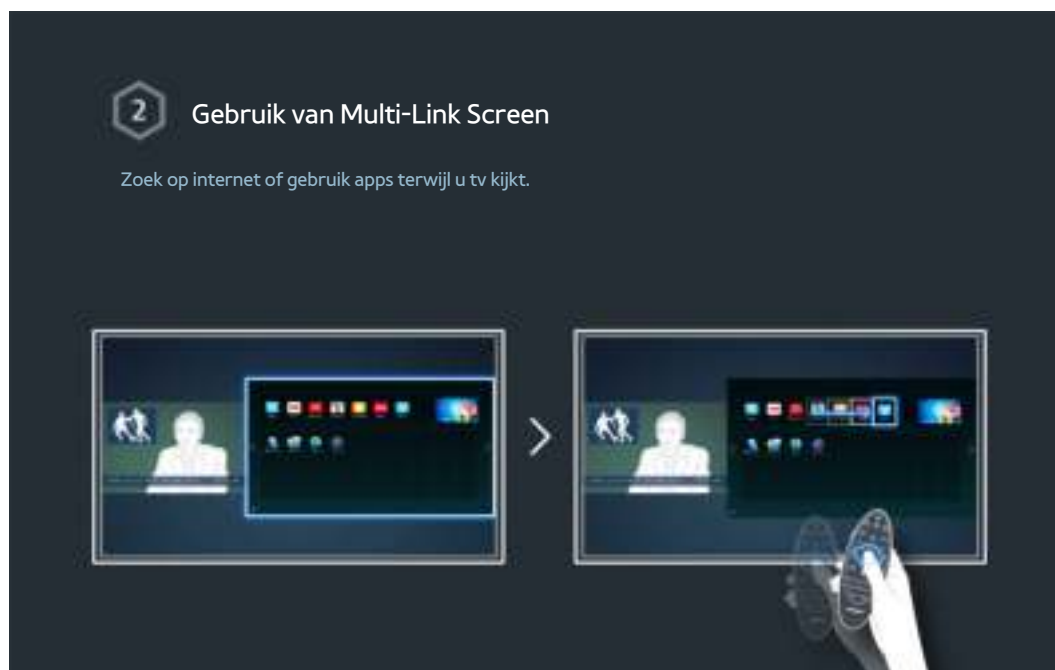 2
Gebruik van Multi-Link Screen
Zoek op internet of gebruik apps terwijl u tv kijkt.